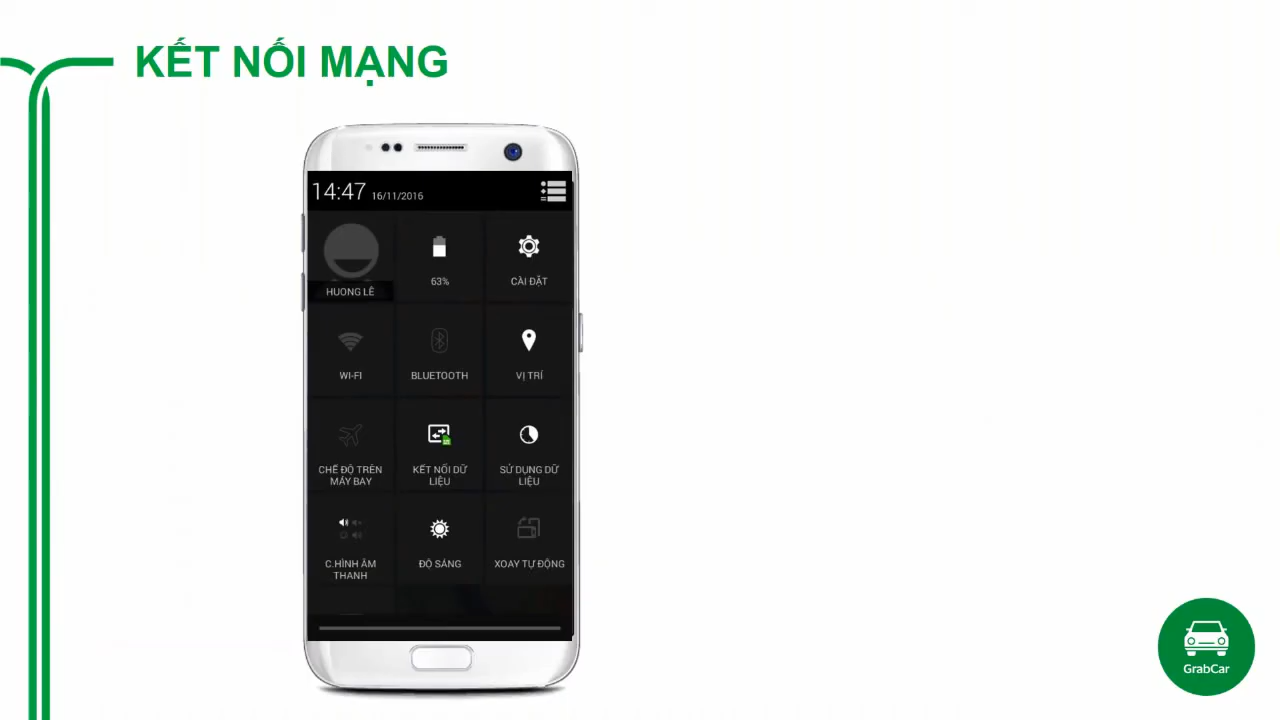 KẾT NỐI MẠNG
14:47 16/11/2016
HUONG LÊ
63%
CÀI ĐẶT
WI-FI
BLUETOOTH
VỊ TRÍ
CHẾ ĐỘ TRÊN
MÁY BAY
KẾT NỐI DỮ
LIỆU
SỬ DỤNG DỮ
LIỆU
C.HÌNH ÂM
THANH
ĐỘ SÁNG
XOAY TỰ ĐỘNG
GrabCar